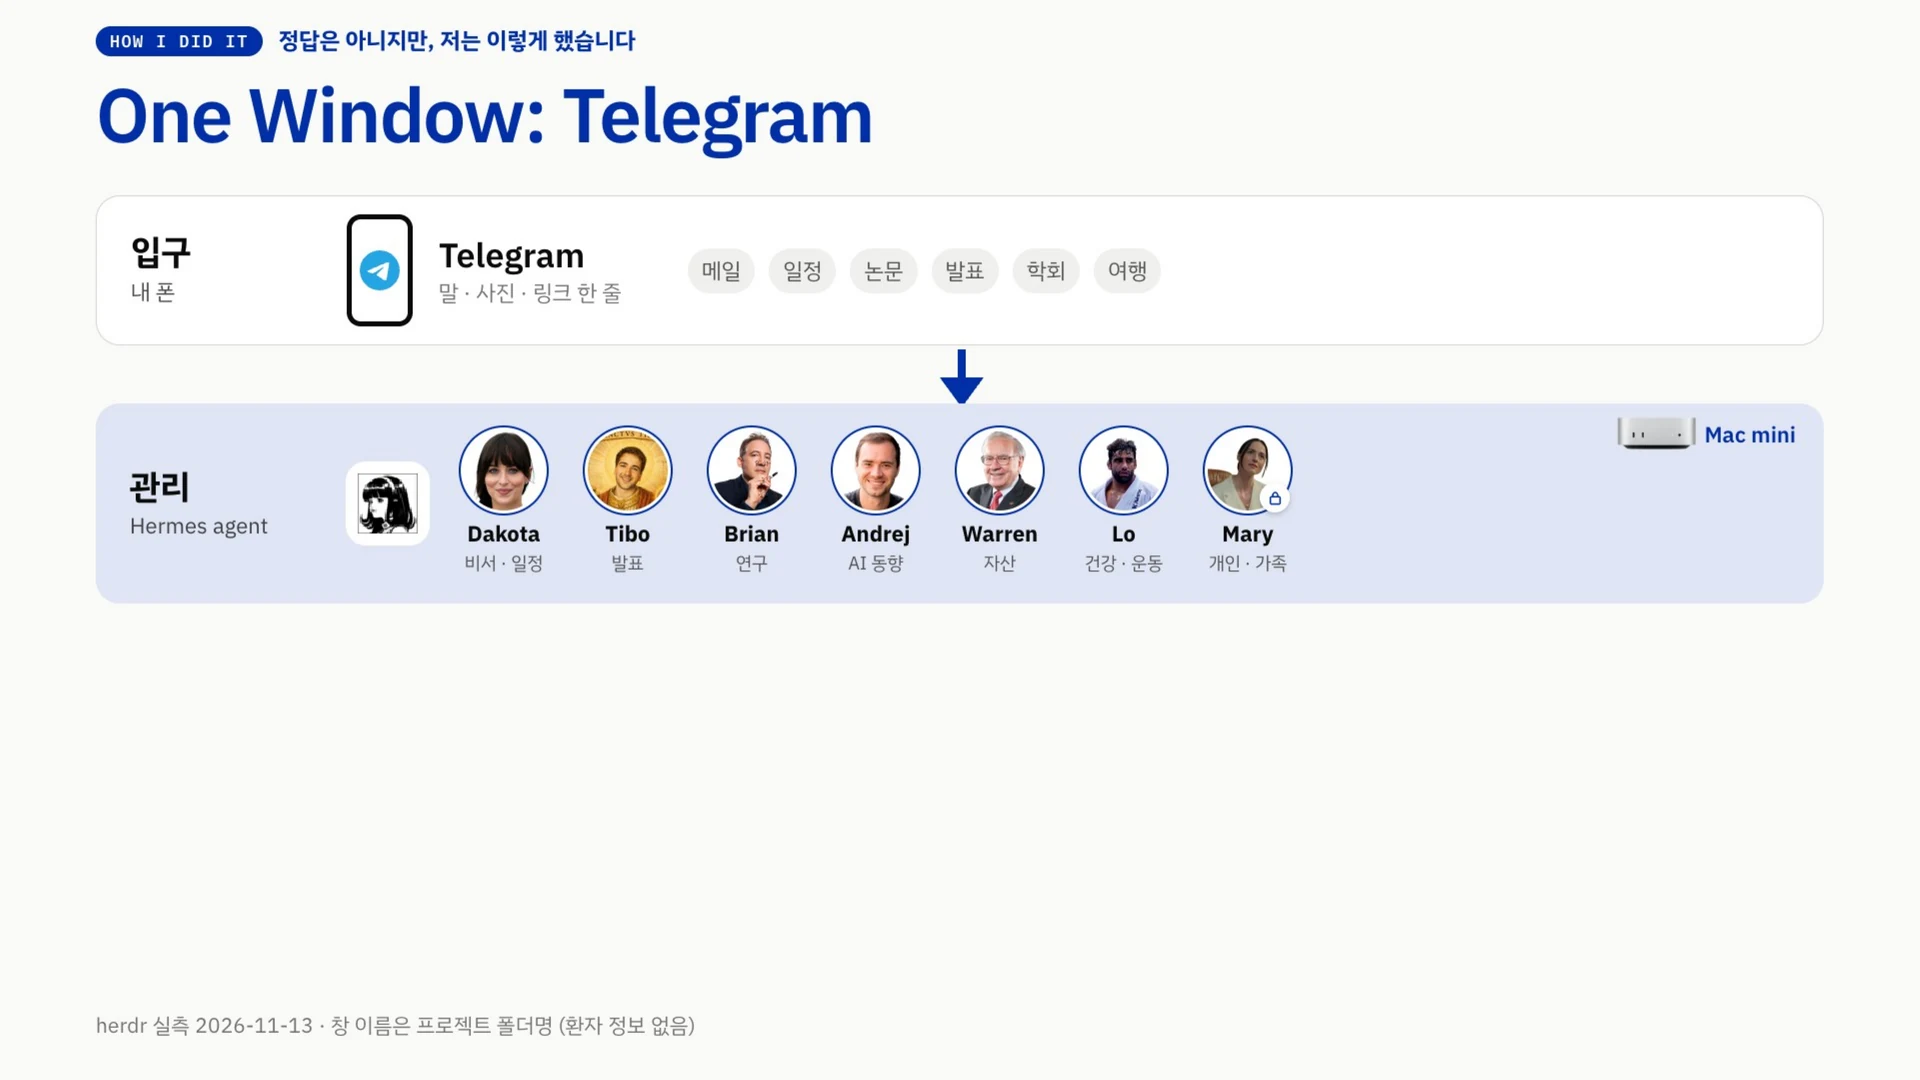 HOW I DID IT 정답은 아니지만, 저는 이렇게 했습니다
One Window: Telegram
입구
내 폰
Telegram
말 · 사진 · 링크 한 줄
메일 일정 논문 발표 학회 여행
Mac mini
관리
Hermes agent
Dakota Tibo Brian Andrej Warren Lo Mary
비서 · 일정 발표 연구 AI 동향 자산 건강 · 운동 개인 · 가족
herdr 실측 2026-11-13 · 창 이름은 프로젝트 폴더명 (환자 정보 없음)